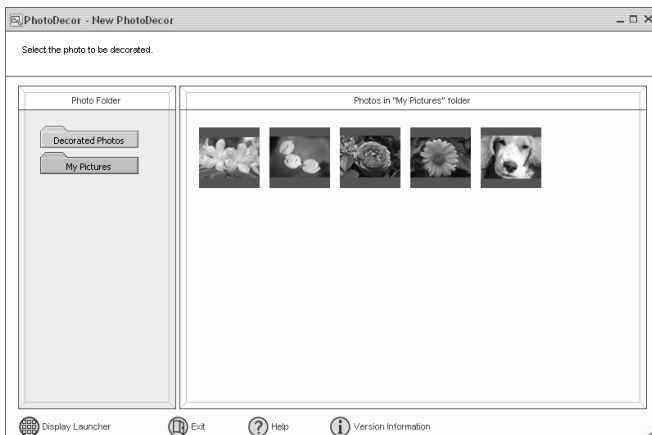 PhotoDecor - New PhotoDecor
Select the photo to be decorated.
Photo Folder
Photos in "My Pictures" folder
Decorated Photos
My Pictures
Display Launcher
Exit
Help
Version Information